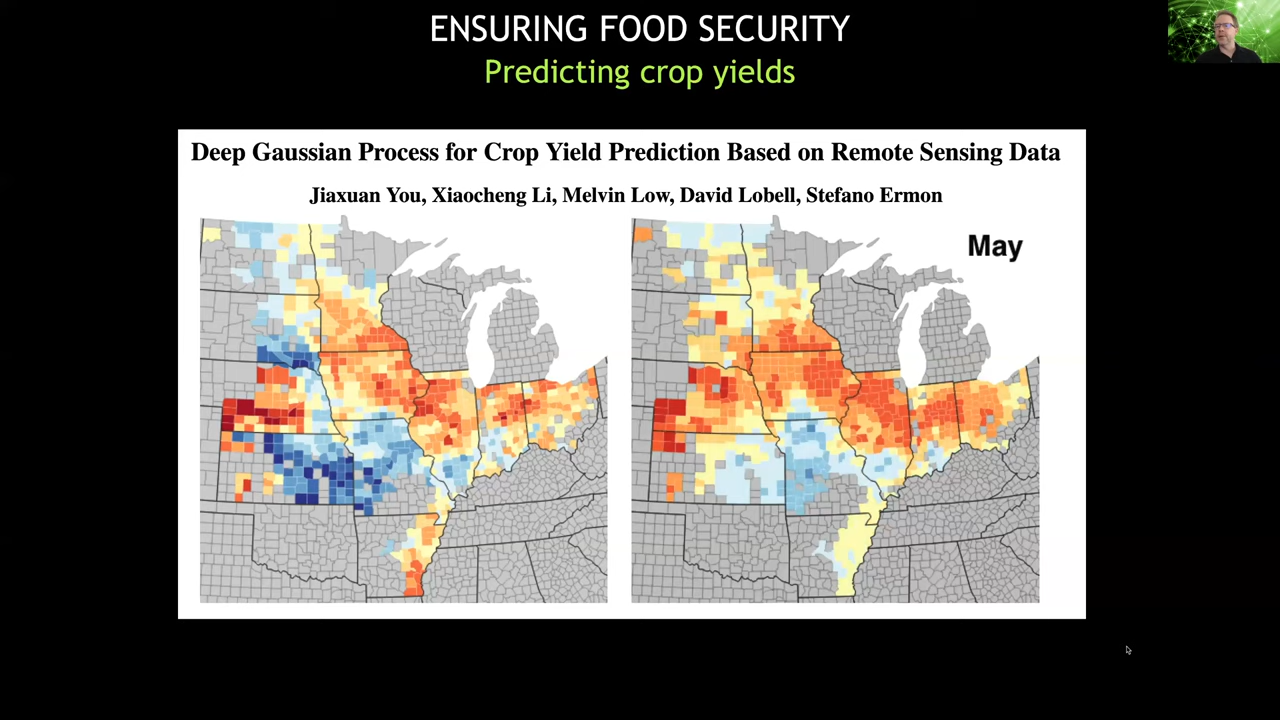 ENSURING FOOD SECURITY
Predicting crop yields
Deep Gaussian Process for Crop Yield Prediction Based on Remote Sensing Data
Jiaxuan You, Xiaocheng Li, Melvin Low, David Lobell, Stefano Ermon
May